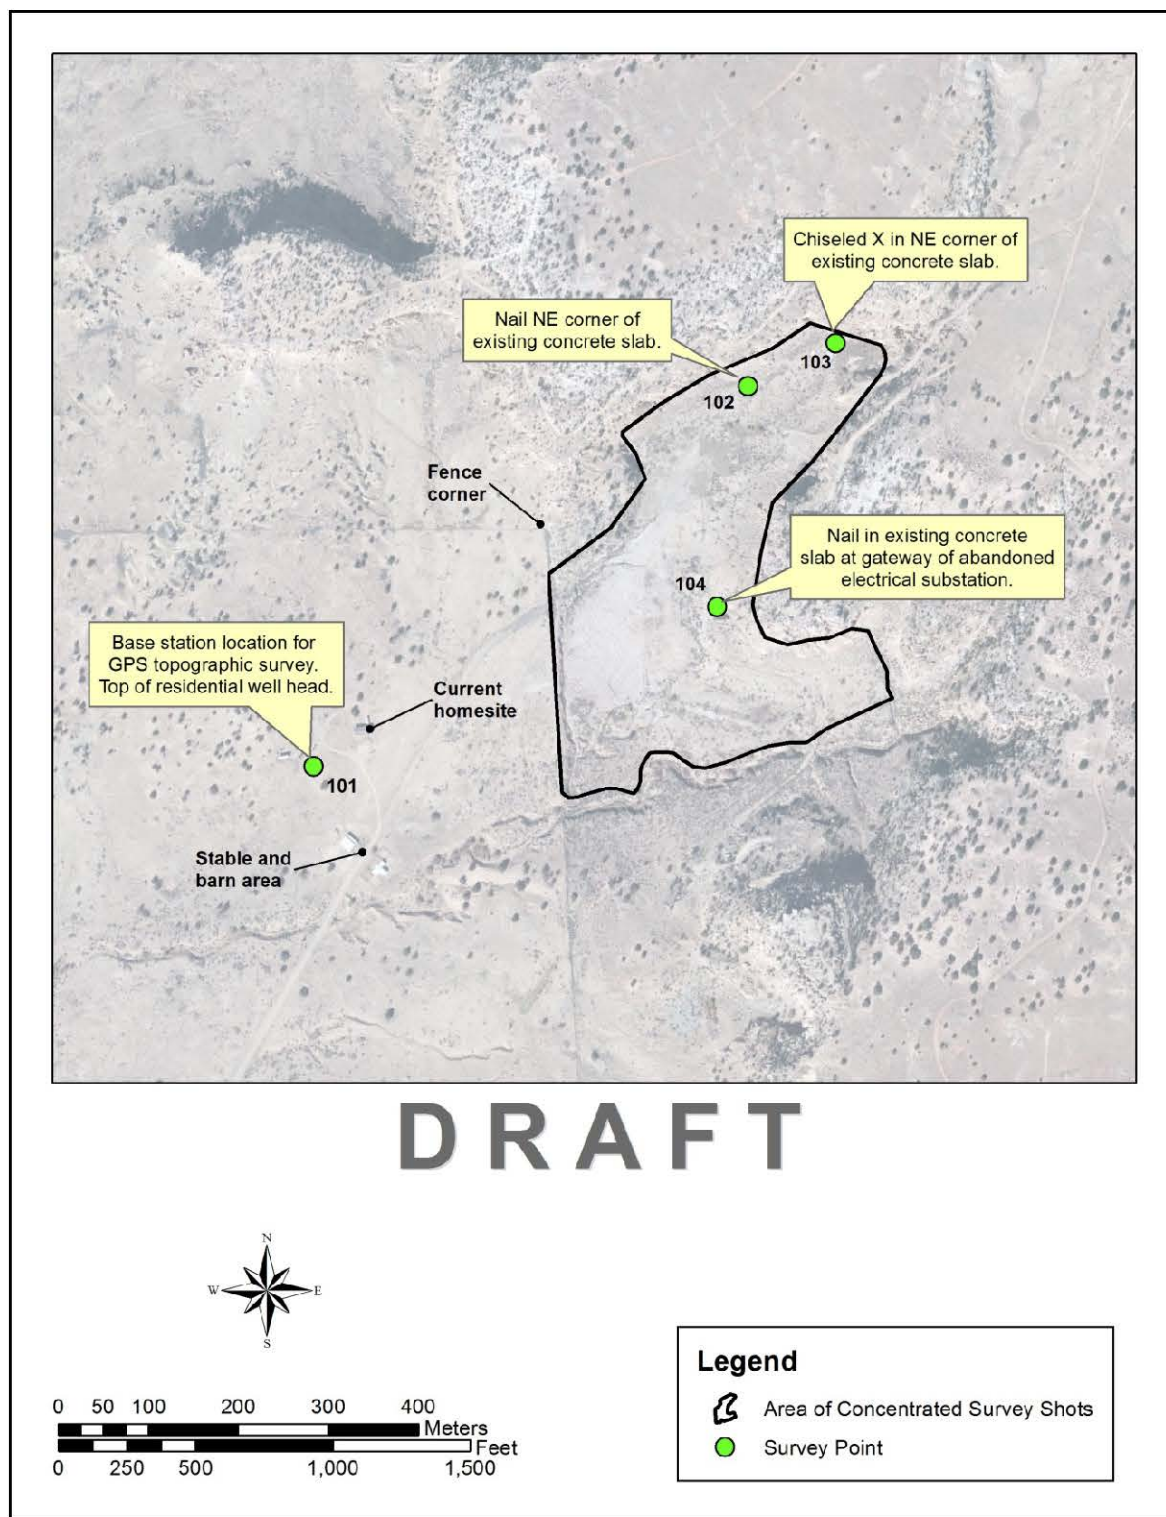 Chiseled X in NE corner of
existing concrete slab.
Nail NE corner of
existing concrete slab.
103
102
Fence
corner
Nail in existing concrete
slab at gateway of abandoned
electrical substation.
104
Base station location for
GPS topographic survey.
Top of residential well head.
Current
homesite
101
Stable and
barn area
DRAFT
N
W E
S
0 50 100 200 300 400
Meters
Feet
0 250 500 1,000 1,500
Legend
Area of Concentrated Survey Shots
Survey Point